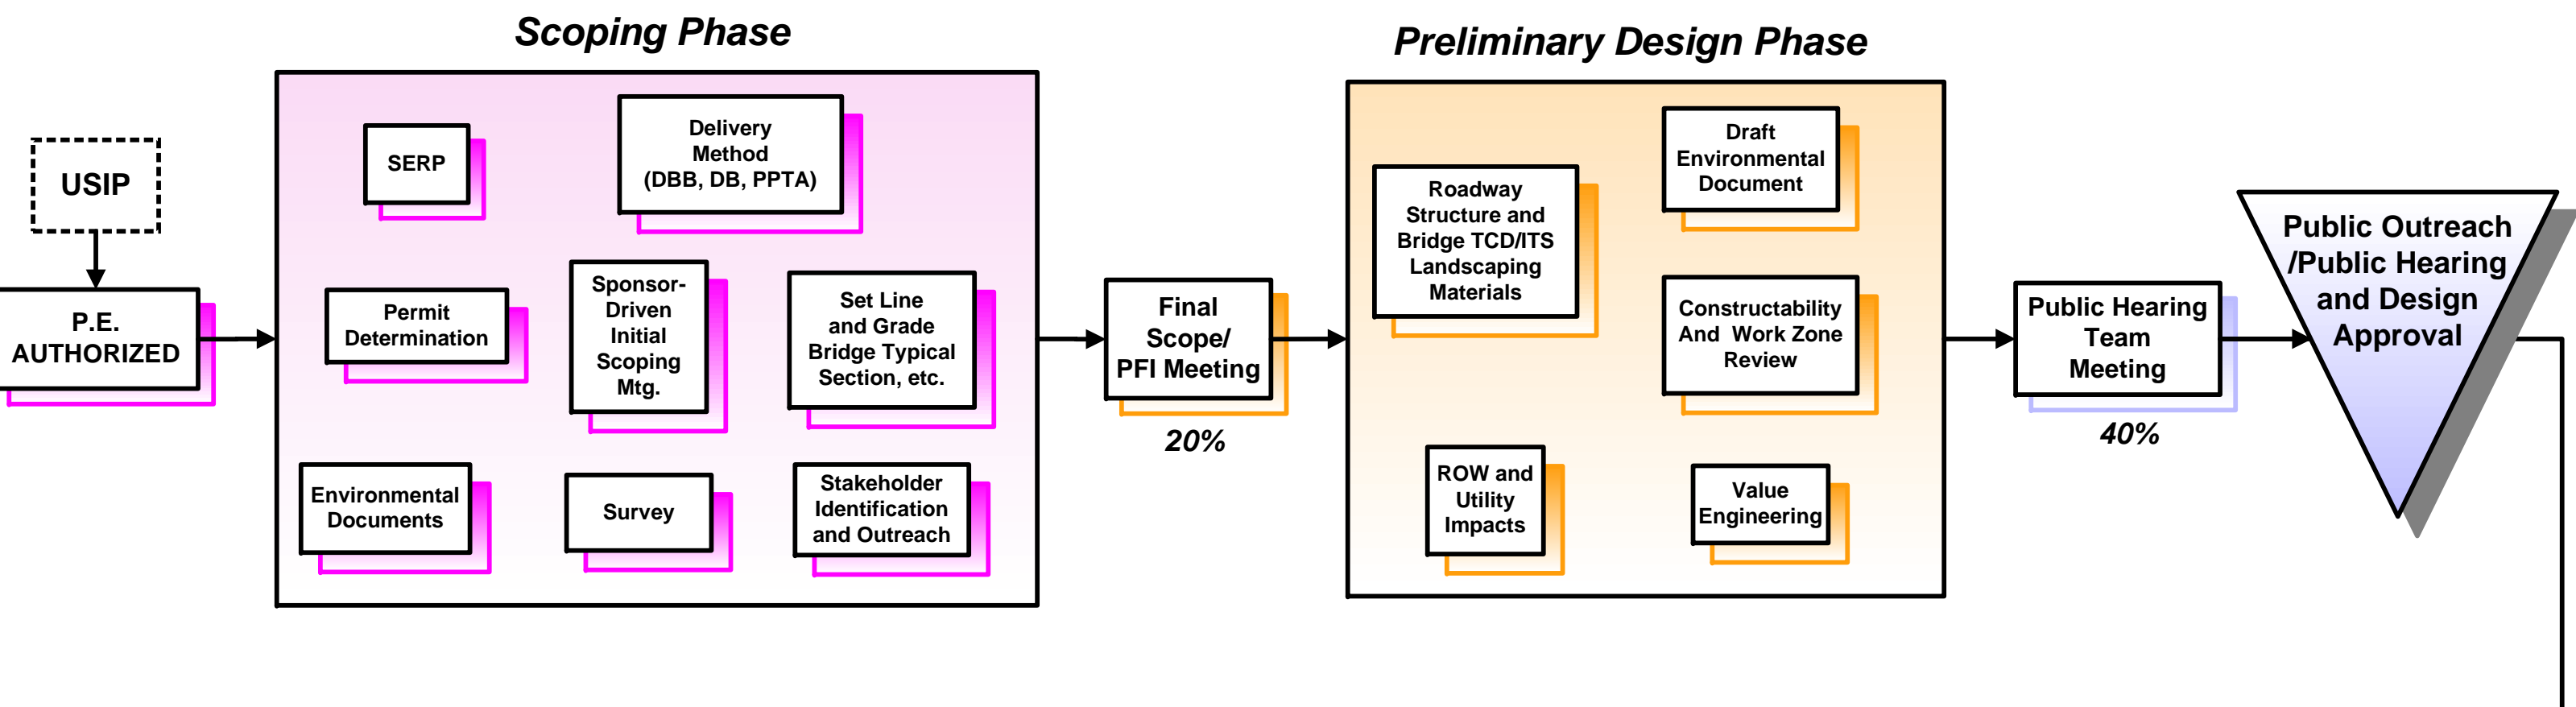 Scoping Phase
Preliminary Design Phase
USIP
P.E.
AUTHORIZED
SERP
Delivery
Method
(DBB, DB, PPTA)
Permit
Determination
Sponsor-
Driven
Initial
Scoping
Mtg.
Set Line
and Grade
Bridge Typical
Section, etc.
Environmental
Documents
Survey
Stakeholder
Identification
and Outreach
Final
Scope/
PFI Meeting
20%
Roadway
Structure and
Bridge TCD/ITS
Landscaping
Materials
Draft
Environmental
Document
Constructability
And Work Zone
Review
ROW and
Utility
Impacts
Value
Engineering
Public Hearing
Team
Meeting
40%
Public Outreach
/Public Hearing
and Design
Approval